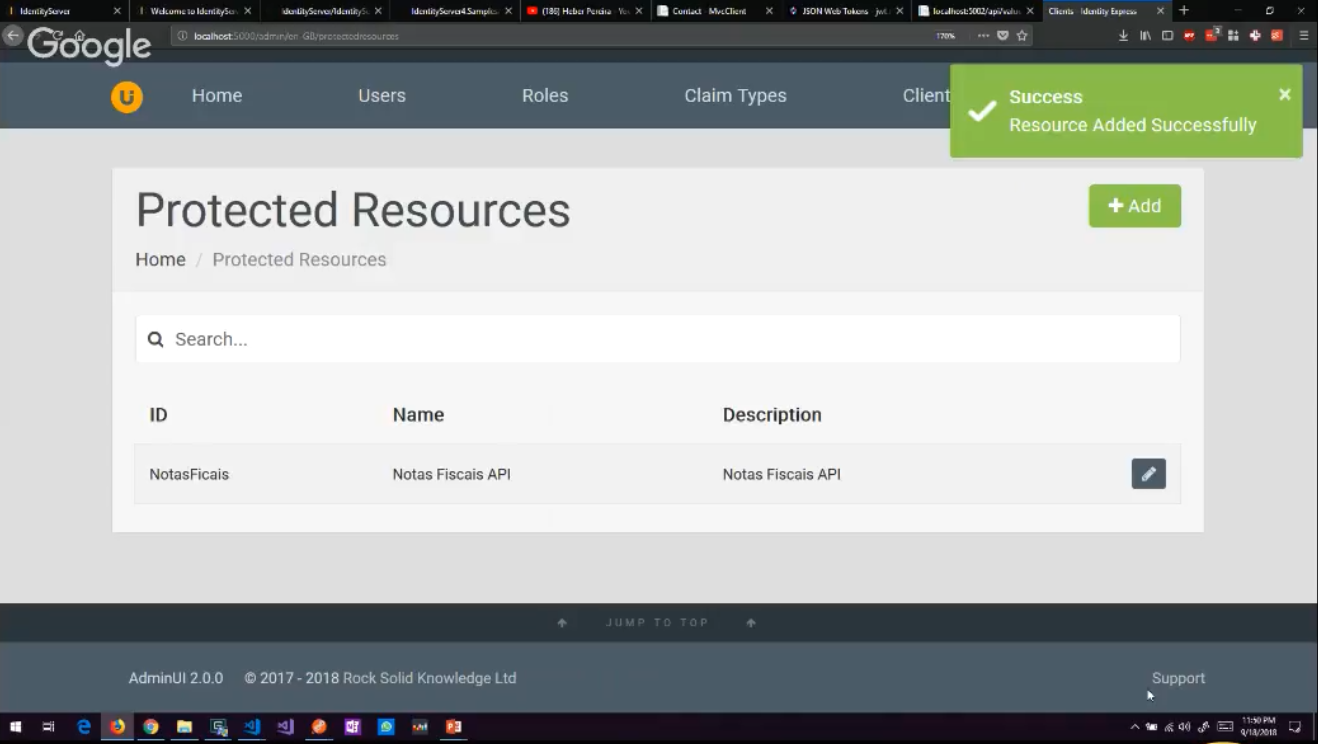 IdentityServer
Welcome to IdentityServ
IdentityServer/IdentityS
IdentityServer4.Samples
(186) Heber Pereira - Yo
Contact - MvcClient
JSON Web Tokens - jwt.
localhost:5002/api/value
Clients - Identity Express
Google
localhost:5000/admin/en-GB/protectedresources
170%
Home
Users
Roles
Claim Types
Client
Success
Resource Added Successfully
Protected Resources
+ Add
Home / Protected Resources
Search...
ID Name Description
NotasFicais Notas Fiscais API Notas Fiscais API
JUMP TO TOP
AdminUI 2.0.0 © 2017 - 2018 Rock Solid Knowledge Ltd
Support
11:50 PM
9/18/2018